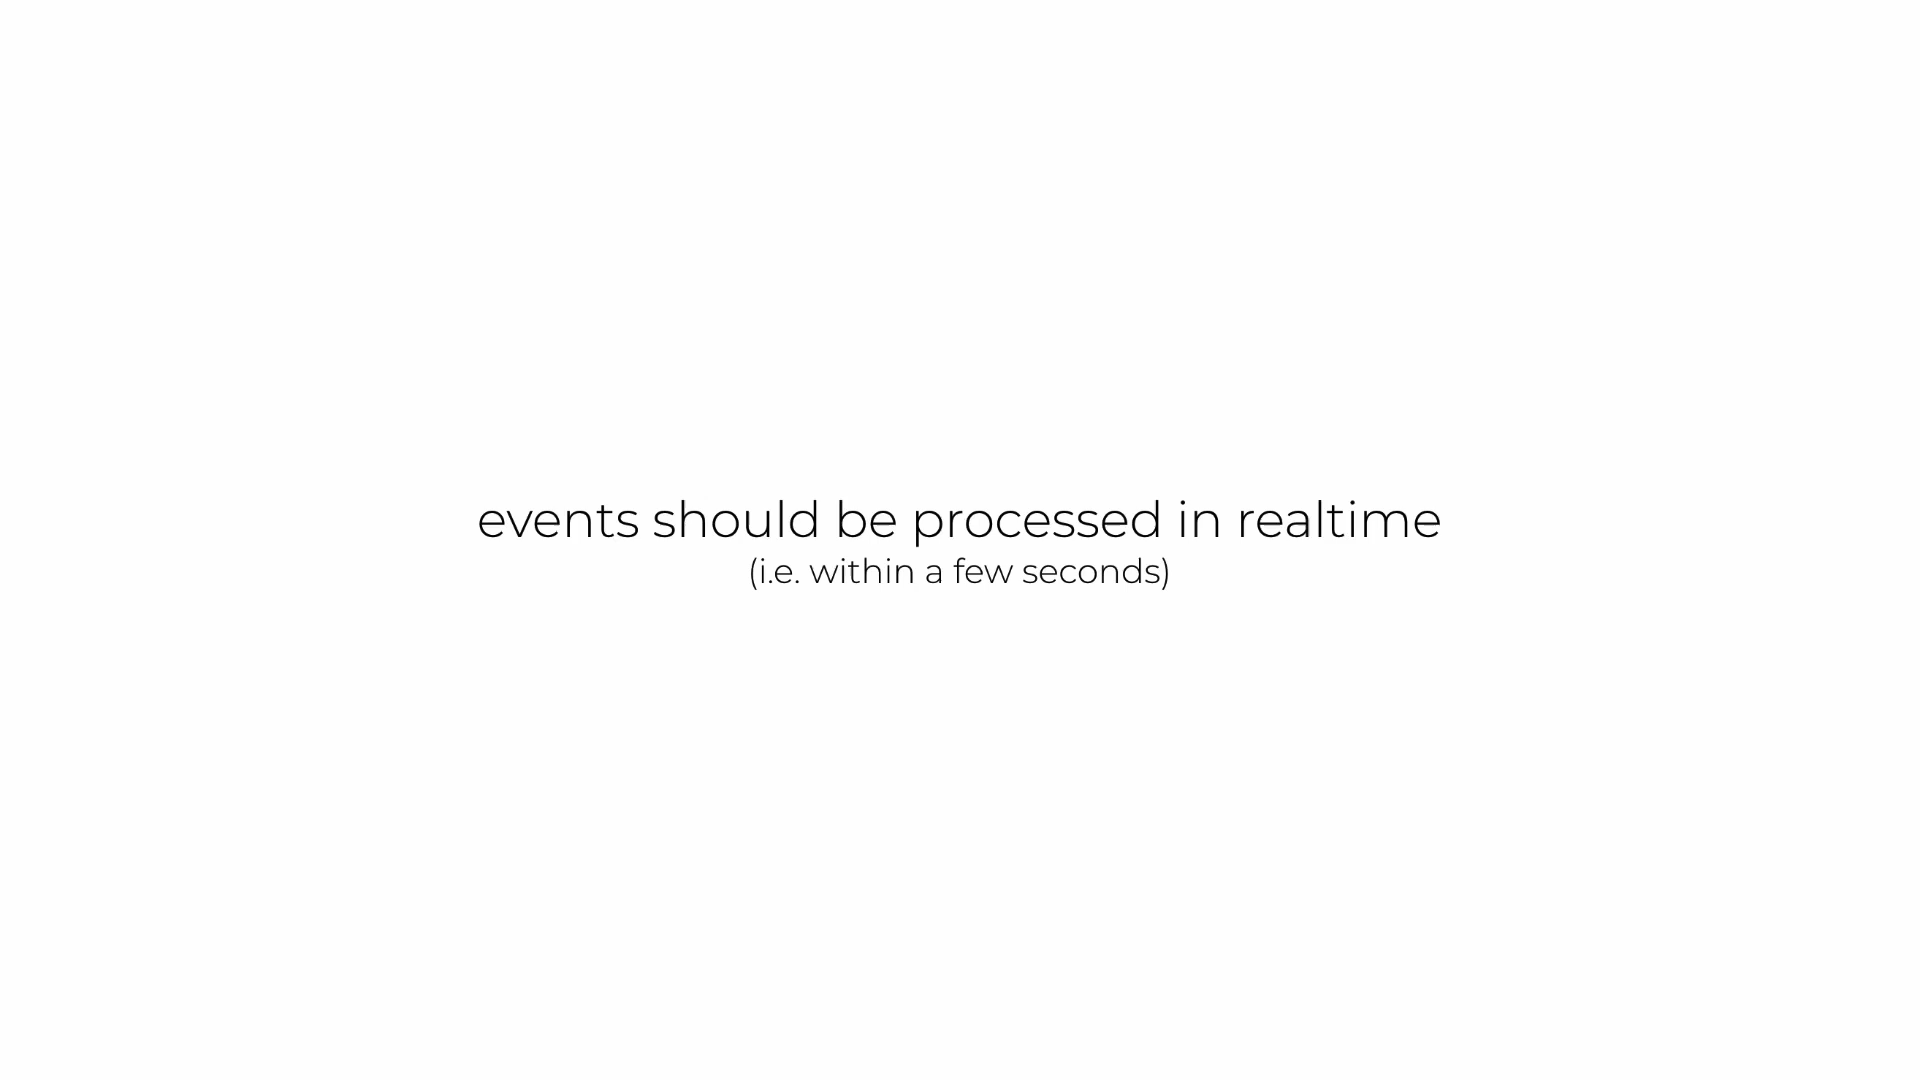 events should be processed in realtime
(i.e. within a few seconds)